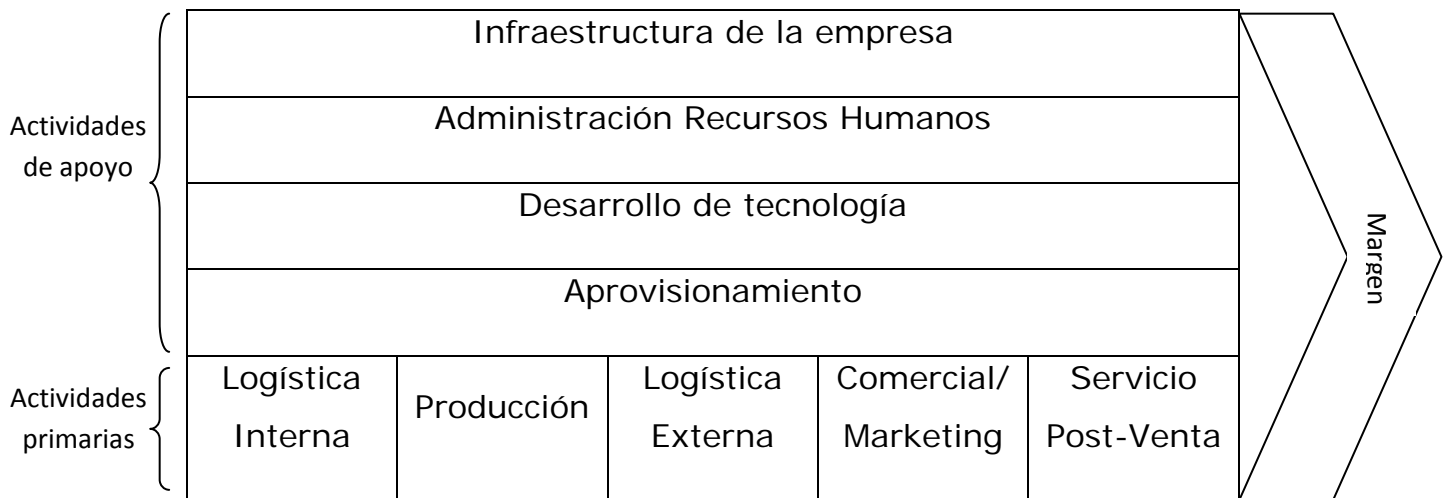 Infraestructura de la empresa
Administración Recursos Humanos
Desarrollo de tecnología
Aprovisionamiento
Actividades
de apoyo
Margen
Actividades
primarias
Logística
Interna
Producción
Logística
Externa
Comercial/
Marketing
Servicio
Post-Venta